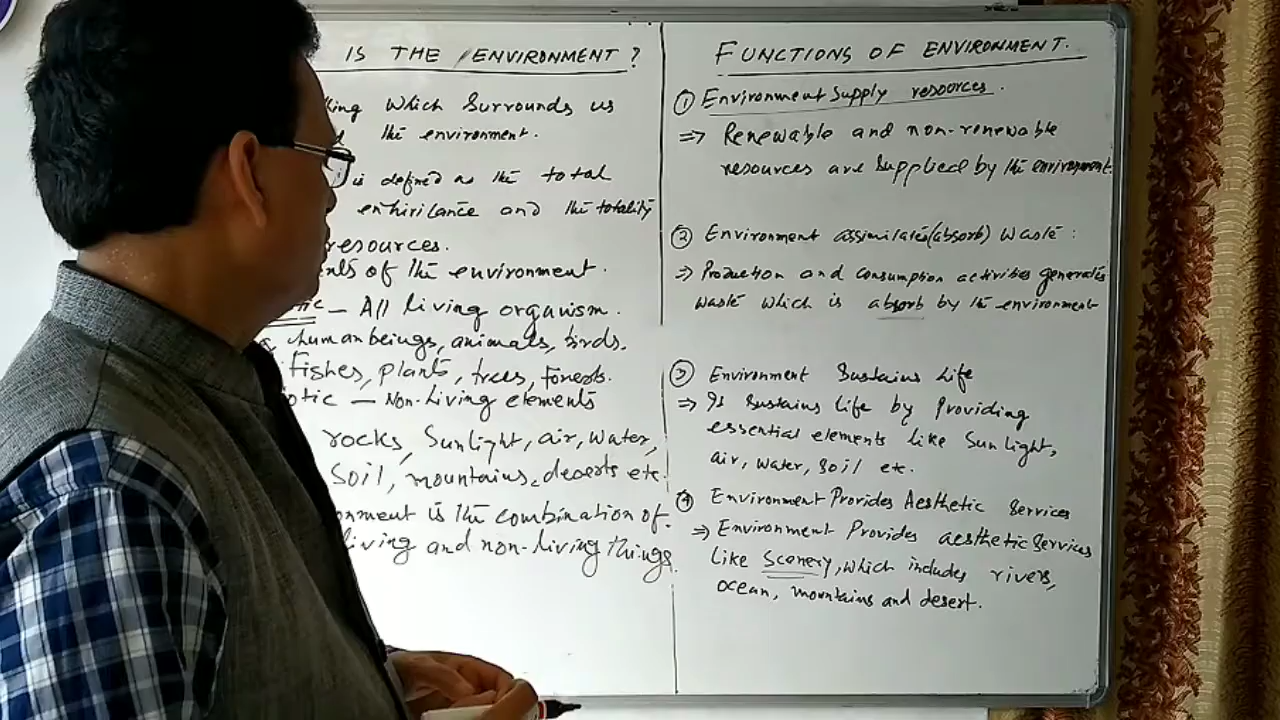 IS THE ENVIRONMENT?
which surrounds us
the environment.
is defined as the total
and the totality
resources.
of the environment.
- All living organism.
human beings, animals, birds.
Fishes, plants, trees, forests.
- Non-living elements
rocks, Sunlight, air, water,
Soil, mountains, deserts etc.
is the combination of
living and non-living things.
FUNCTIONS OF ENVIRONMENT.
① Environment Supply resources.
⇒ Renewable and non-renewable
resources are supplied by the environment.
② Environment assimilates (absorb) waste:
⇒ Production and consumption activities generates
waste which is absorb by the environment
③ Environment Sustains life
⇒ It sustains life by Providing
essential elements like Sunlight,
air, water, soil etc.
④ Environment Provides Aesthetic Services
⇒ Environment Provides aesthetic services
like scenery, which includes rivers,
ocean, mountains and desert.